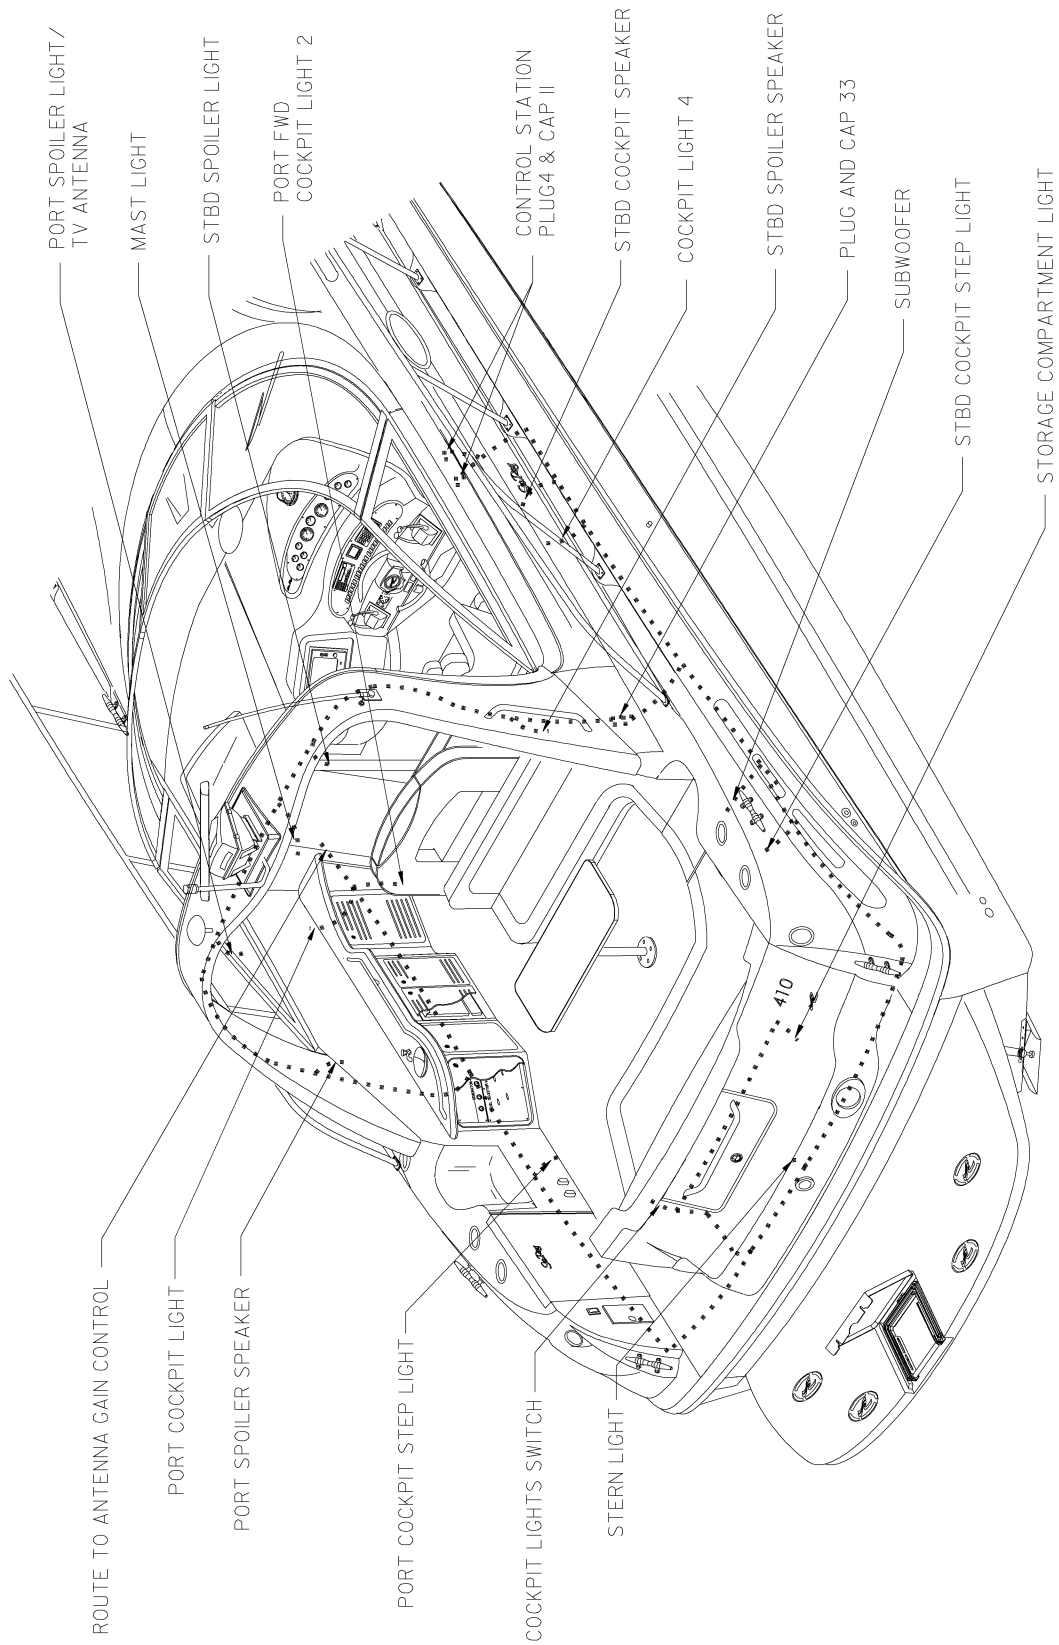 PORT SPOILER LIGHT/
TV ANTENNA
MAST LIGHT
STBD SPOILER LIGHT
PORT FWD
COCKPIT LIGHT 2
CONTROL STATION
PLUG4 & CAP II
STBD COCKPIT SPEAKER
COCKPIT LIGHT 4
STBD SPOILER SPEAKER
PLUG AND CAP 33
SUBWOOFER
STBD COCKPIT STEP LIGHT
STORAGE COMPARTMENT LIGHT
ROUTE TO ANTENNA GAIN CONTROL
PORT COCKPIT LIGHT
PORT SPOILER SPEAKER
PORT COCKPIT STEP LIGHT
COCKPIT LIGHTS SWITCH
STERN LIGHT
410